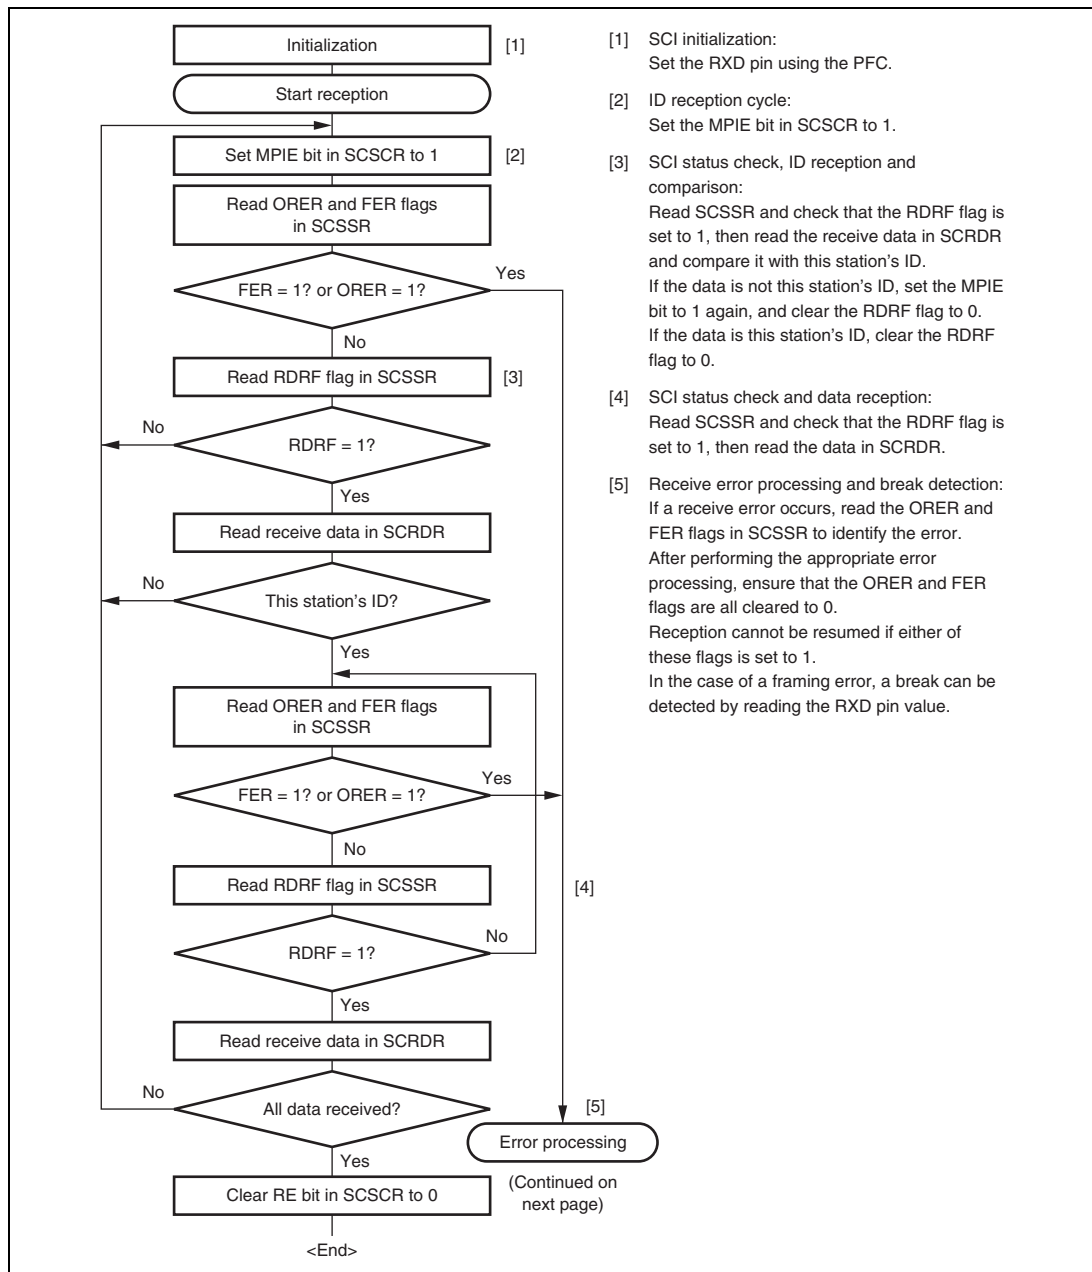 Initialization
[1]
Start reception
Set MPIE bit in SCSCR to 1
[2]
Read ORER and FER flags
in SCSSR
FER = 1? or ORER = 1?
Yes
No
Read RDRF flag in SCSSR
[3]
RDRF = 1?
No
Yes
Read receive data in SCRDR
This station's ID?
No
Yes
Read ORER and FER flags
in SCSSR
FER = 1? or ORER = 1?
Yes
No
Read RDRF flag in SCSSR
[4]
RDRF = 1?
No
Yes
Read receive data in SCRDR
All data received?
No
Yes
[5]
Error processing
(Continued on
next page)
Clear RE bit in SCSCR to 0
<End>
[1] SCI initialization:
Set the RXD pin using the PFC.
[2] ID reception cycle:
Set the MPIE bit in SCSCR to 1.
[3] SCI status check, ID reception and
comparison:
Read SCSSR and check that the RDRF flag is
set to 1, then read the receive data in SCRDR
and compare it with this station's ID.
If the data is not this station's ID, set the MPIE
bit to 1 again, and clear the RDRF flag to 0.
If the data is this station's ID, clear the RDRF
flag to 0.
[4] SCI status check and data reception:
Read SCSSR and check that the RDRF flag is
set to 1, then read the data in SCRDR.
[5] Receive error processing and break detection:
If a receive error occurs, read the ORER and
FER flags in SCSSR to identify the error.
After performing the appropriate error
processing, ensure that the ORER and FER
flags are all cleared to 0.
Reception cannot be resumed if either of
these flags is set to 1.
In the case of a framing error, a break can be
detected by reading the RXD pin value.